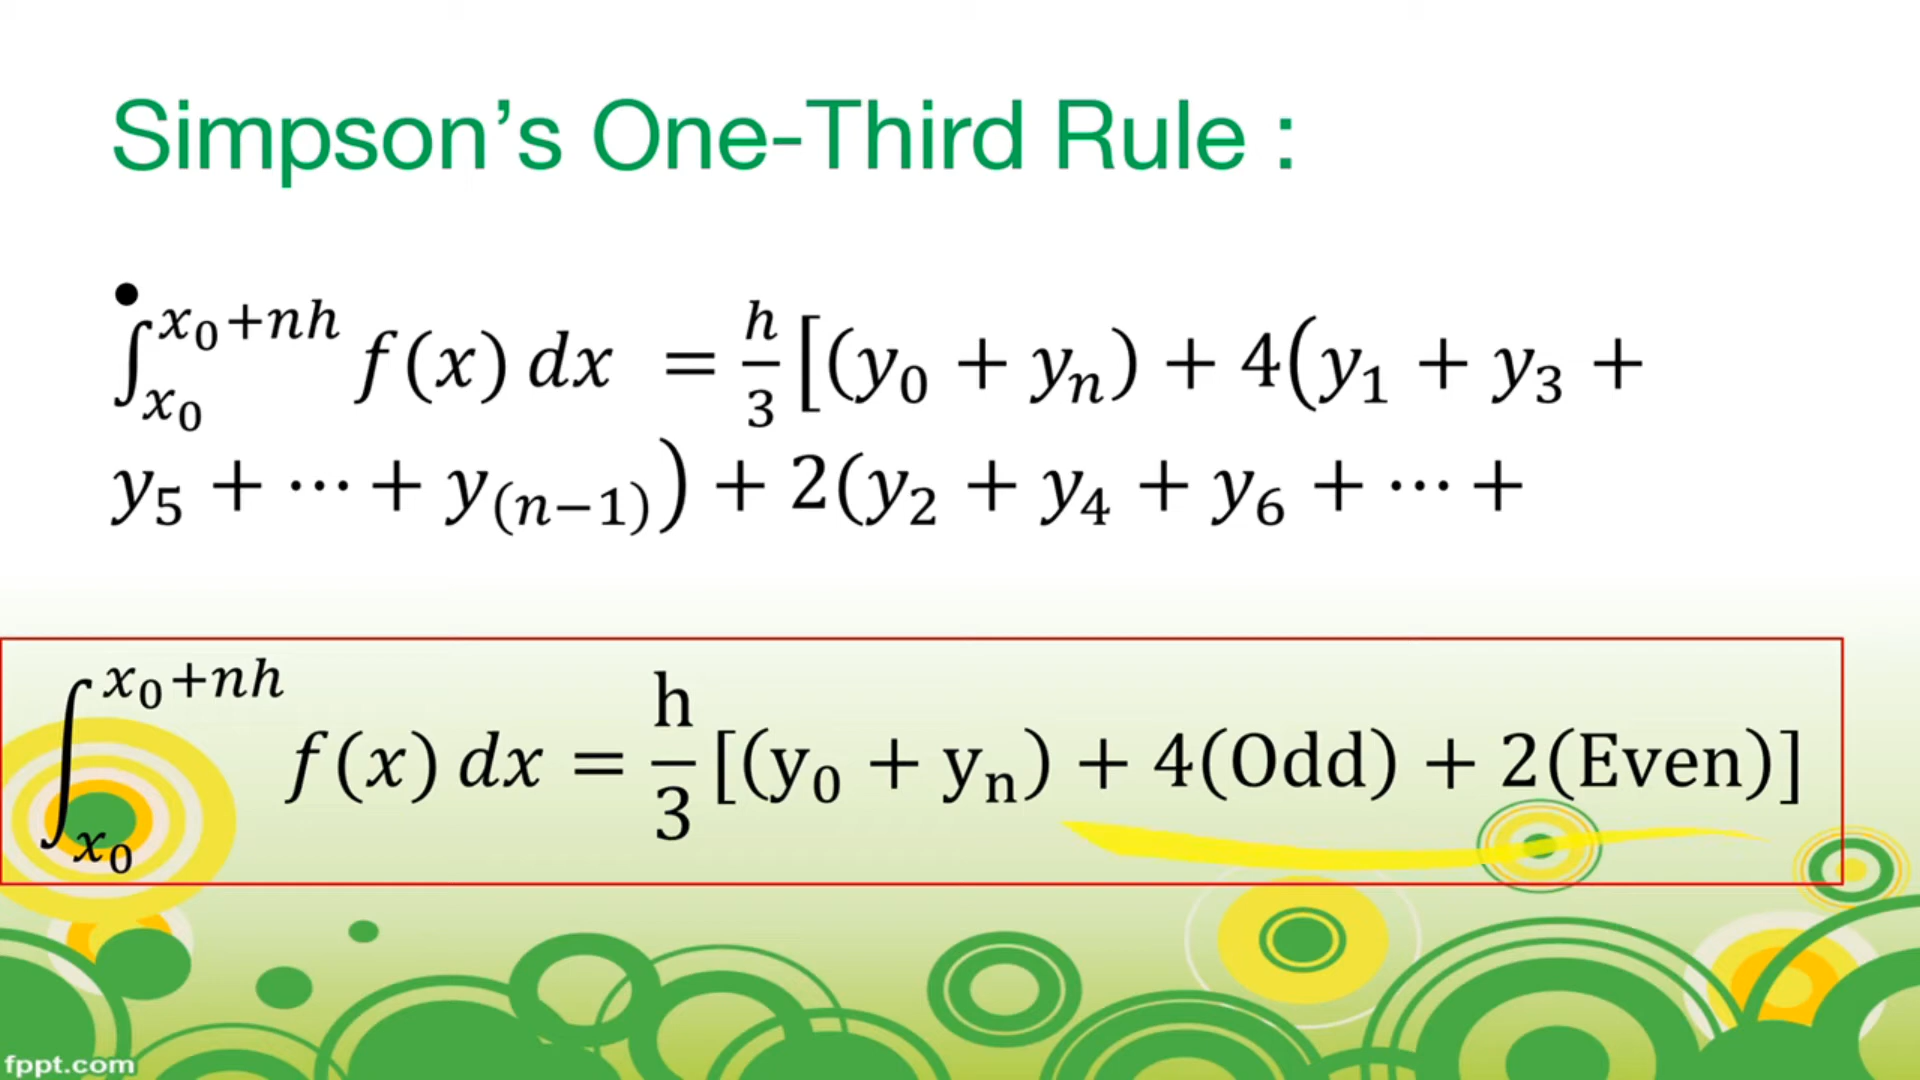 Simpson’s One-Third Rule :
• ∫_{x₀}^{x₀+nh} f(x) dx = h/3 [(y₀ + yₙ) + 4(y₁ + y₃ +
y₅ + ⋯ + y₍ₙ₋₁₎) + 2(y₂ + y₄ + y₆ + ⋯ +
∫_{x₀}^{x₀+nh} f(x) dx = h/3 [(y₀ + yₙ) + 4(Odd) + 2(Even)]
fppt.com